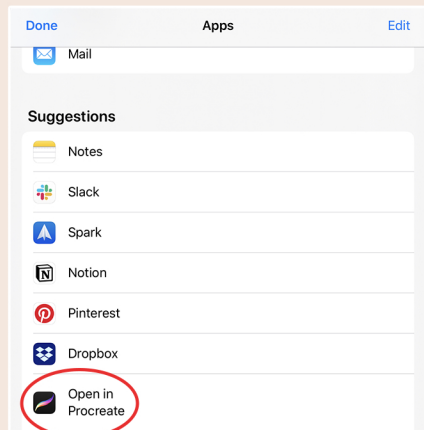 Done Apps Edit
Mail
Suggestions
Notes
Slack
Spark
Notion
Pinterest
Dropbox
Open in
Procreate